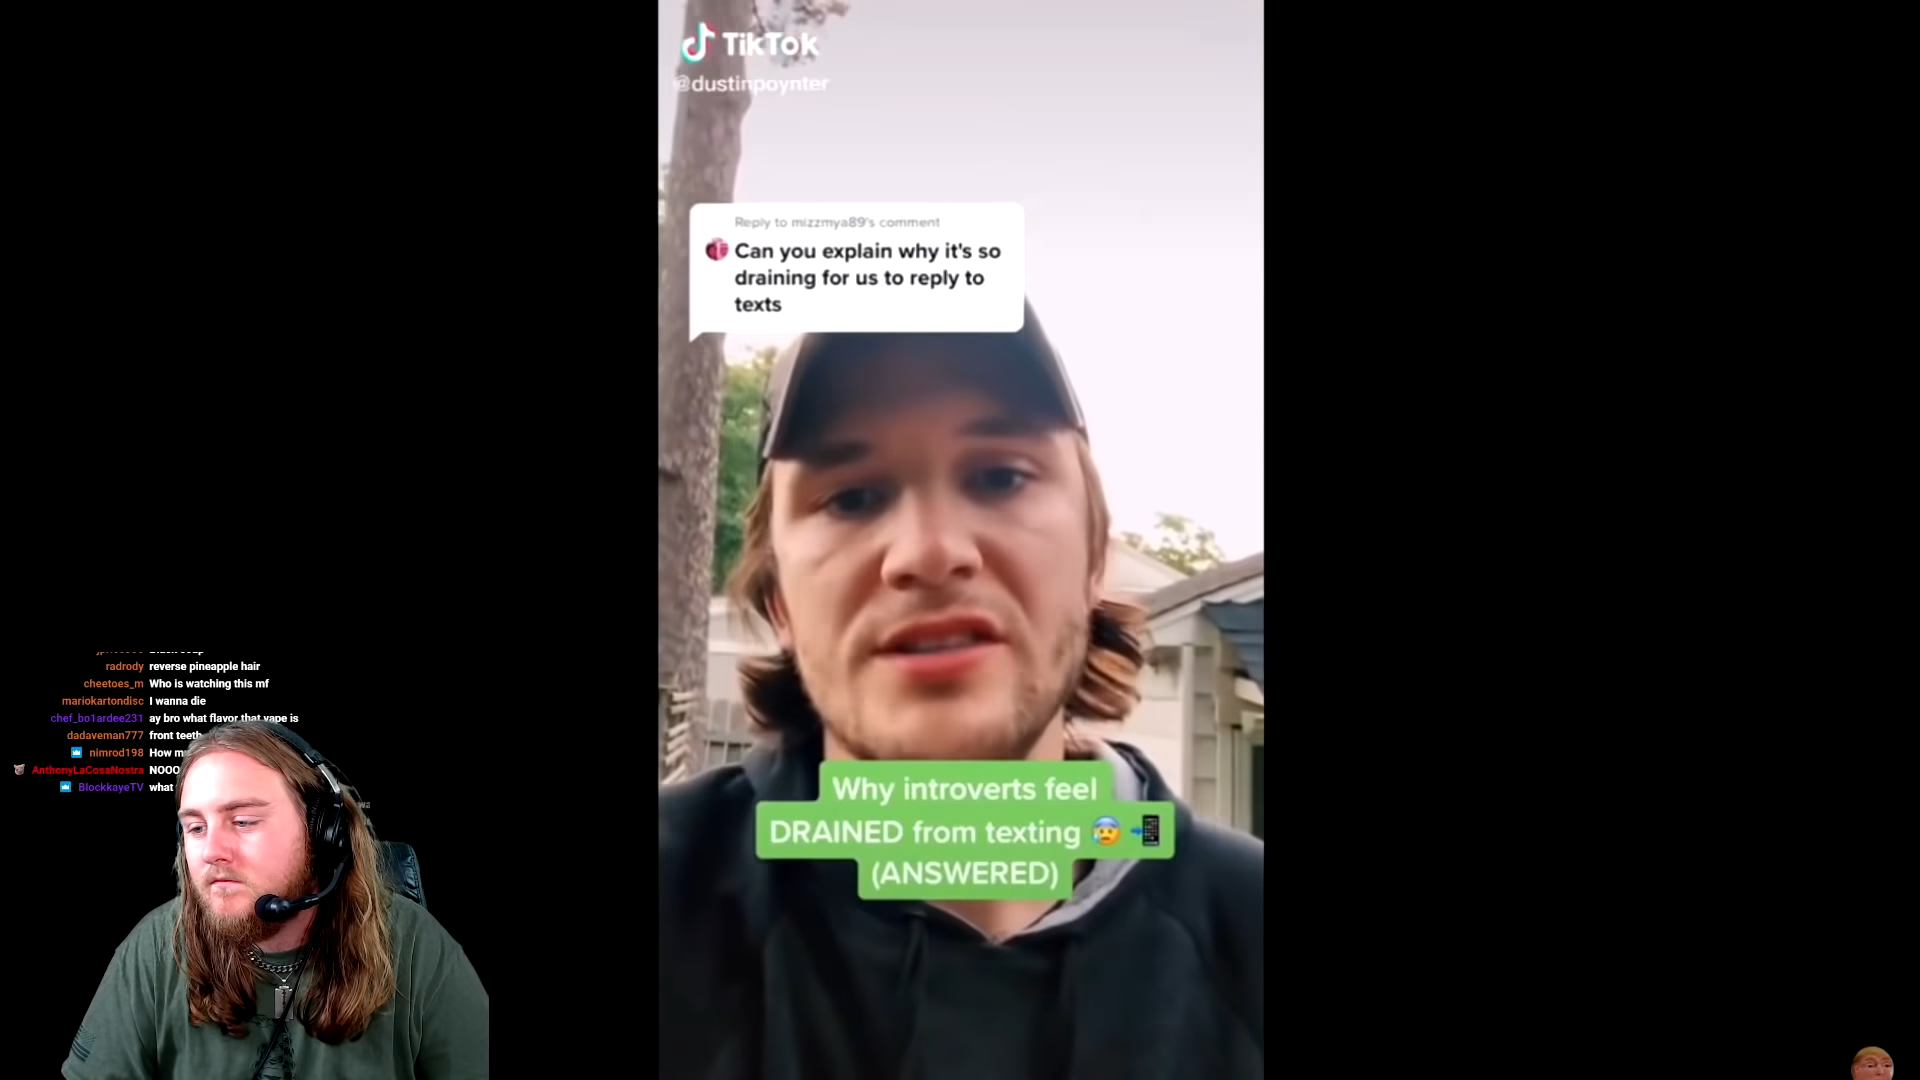 TikTok
@dustinpoynter
Reply to mizzmya89's comment
Can you explain why it's so
draining for us to reply to
texts
Why introverts feel
DRAINED from texting 😰 📲
(ANSWERED)
radrody reverse pineapple hair
cheetoes_m Who is watching this mf
mariokartondisc I wanna die
chef_bo1ardee231 ay bro what flavor that vape is
dadaveman777 front teeth
nimrod198 How
AnthonyLaCosaNostra NOOO
BlockkayeTV what